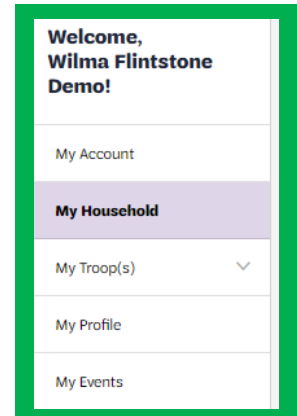 Welcome,
Wilma Flintstone
Demo!
My Account
My Household
My Troop(s)
My Profile
My Events